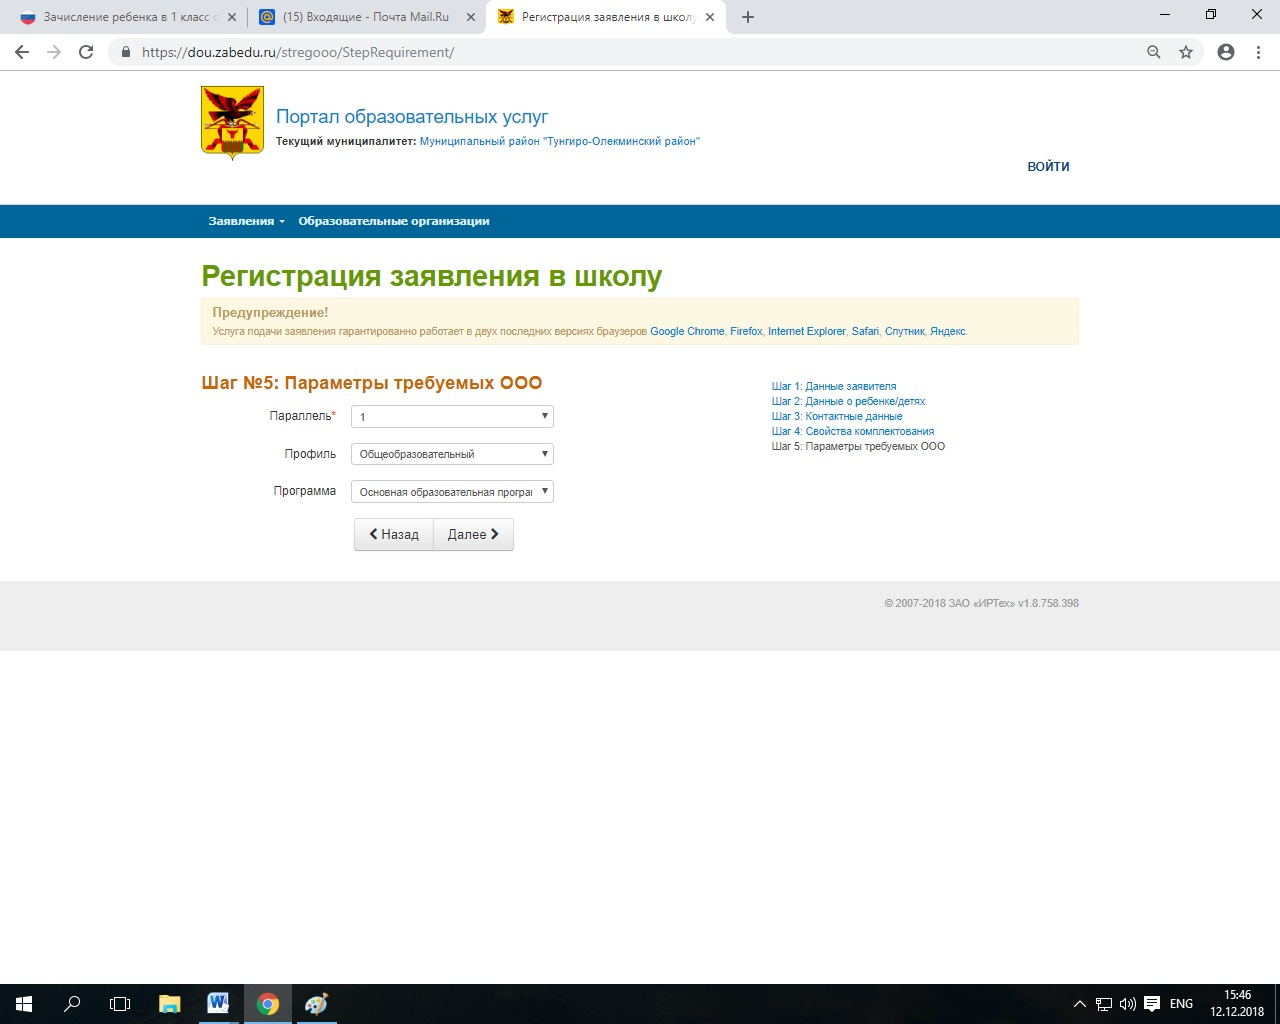 Зачисление ребенка в 1 класс о
(15) Входящие - Почта Mail.Ru
Регистрация заявления в школу
https://dou.zabedu.ru/stregooo/StepRequirement/
Портал образовательных услуг
Текущий муниципалитет: Муниципальный район "Тунгиро-Олекминский район"
ВОЙТИ
Заявления Образовательные организации
Регистрация заявления в школу
Предупреждение!
Услуга подачи заявления гарантированно работает в двух последних версиях браузеров Google Chrome, Firefox, Internet Explorer, Safari, Спутник, Яндекс.
Шаг №5: Параметры требуемых ООО
Параллель* 1
Профиль Общеобразовательный
Программа Основная образовательная програм
Назад Далее
Шаг 1: Данные заявителя
Шаг 2: Данные о ребенке/детях
Шаг 3: Контактные данные
Шаг 4: Свойства комплектования
Шаг 5: Параметры требуемых ООО
© 2007-2018 ЗАО «ИРТех» v1.8.758.398
ENG
15:46
12.12.2018